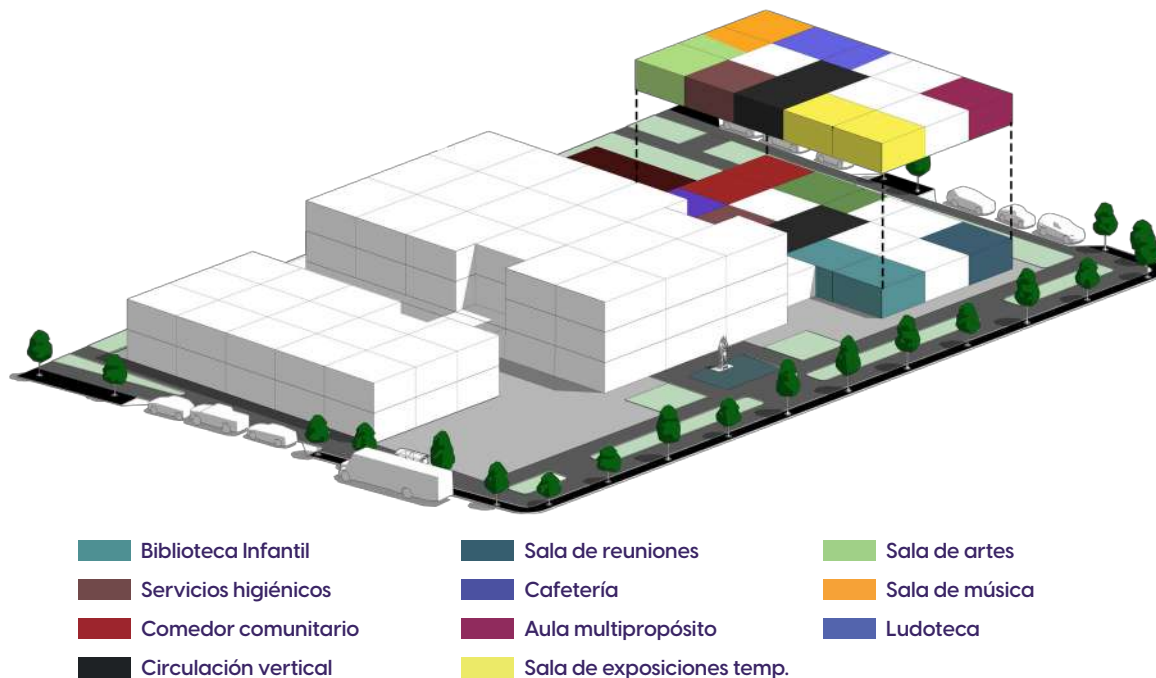 Biblioteca Infantil
Servicios higiénicos
Comedor comunitario
Circulación vertical
Sala de reuniones
Cafetería
Aula multipropósito
Sala de exposiciones temp.
Sala de artes
Sala de música
Ludoteca